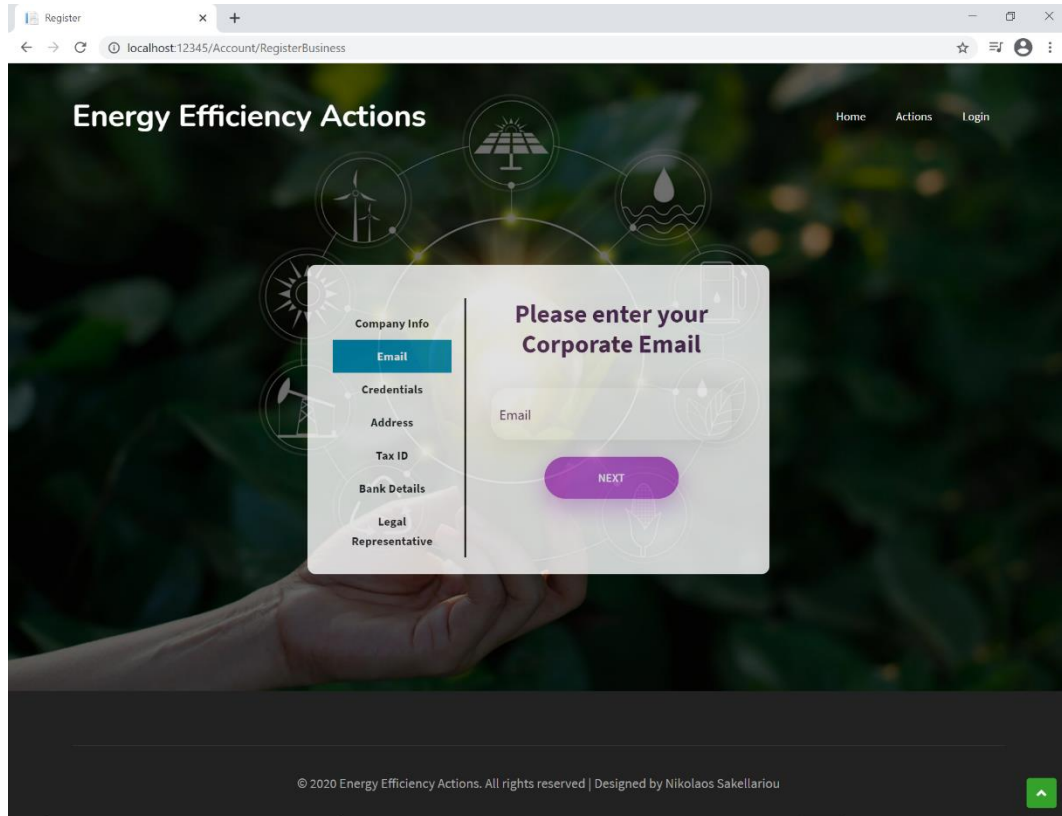 Register
localhost:12345/Account/RegisterBusiness
Energy Efficiency Actions
Home Actions Login
Company Info
Email
Credentials
Address
Tax ID
Bank Details
Legal
Representative
Please enter your
Corporate Email
Email
NEXT
© 2020 Energy Efficiency Actions. All rights reserved | Designed by Nikolaos Sakellariou